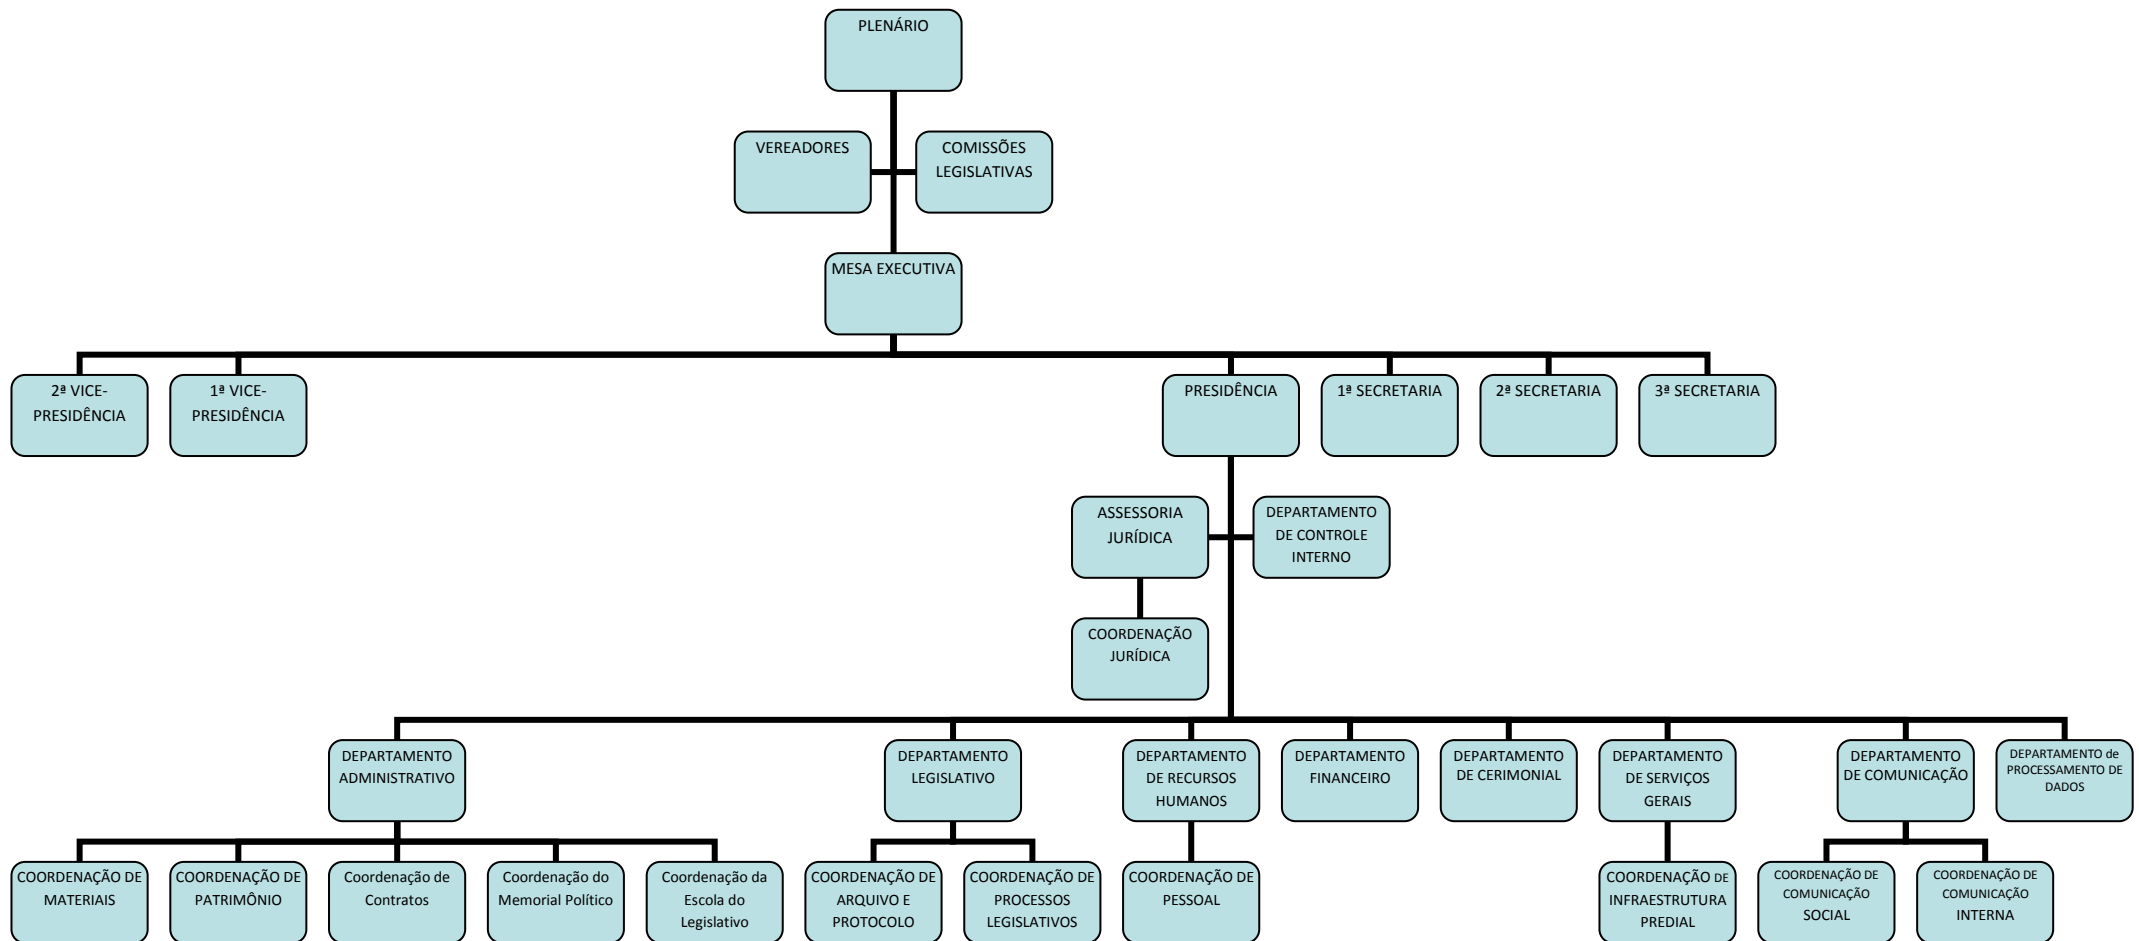 PLENÁRIO
VEREADORES
COMISSÕES
LEGISLATIVAS
MESA EXECUTIVA
2ª VICE-
PRESIDÊNCIA
1ª VICE-
PRESIDÊNCIA
PRESIDÊNCIA
1ª SECRETARIA
2ª SECRETARIA
3ª SECRETARIA
ASSESSORIA
JURÍDICA
DEPARTAMENTO
DE CONTROLE
INTERNO
COORDENAÇÃO
JURÍDICA
DEPARTAMENTO
ADMINISTRATIVO
DEPARTAMENTO
LEGISLATIVO
DEPARTAMENTO
DE RECURSOS
HUMANOS
DEPARTAMENTO
FINANCEIRO
DEPARTAMENTO
DE CERIMONIAL
DEPARTAMENTO
DE SERVIÇOS
GERAIS
DEPARTAMENTO
DE COMUNICAÇÃO
DEPARTAMENTO de
PROCESSAMENTO DE
DADOS
COORDENAÇÃO DE
MATERIAIS
COORDENAÇÃO DE
PATRIMÔNIO
Coordenação de
Contratos
Coordenação do
Memorial Político
Coordenação da
Escola do
Legislativo
COORDENAÇÃO DE
ARQUIVO E
PROTOCOLO
COORDENAÇÃO DE
PROCESSOS
LEGISLATIVOS
COORDENAÇÃO DE
PESSOAL
COORDENAÇÃO DE
INFRAESTRUTURA
PREDIAL
COORDENAÇÃO DE
COMUNICAÇÃO
SOCIAL
COORDENAÇÃO DE
COMUNICAÇÃO
INTERNA